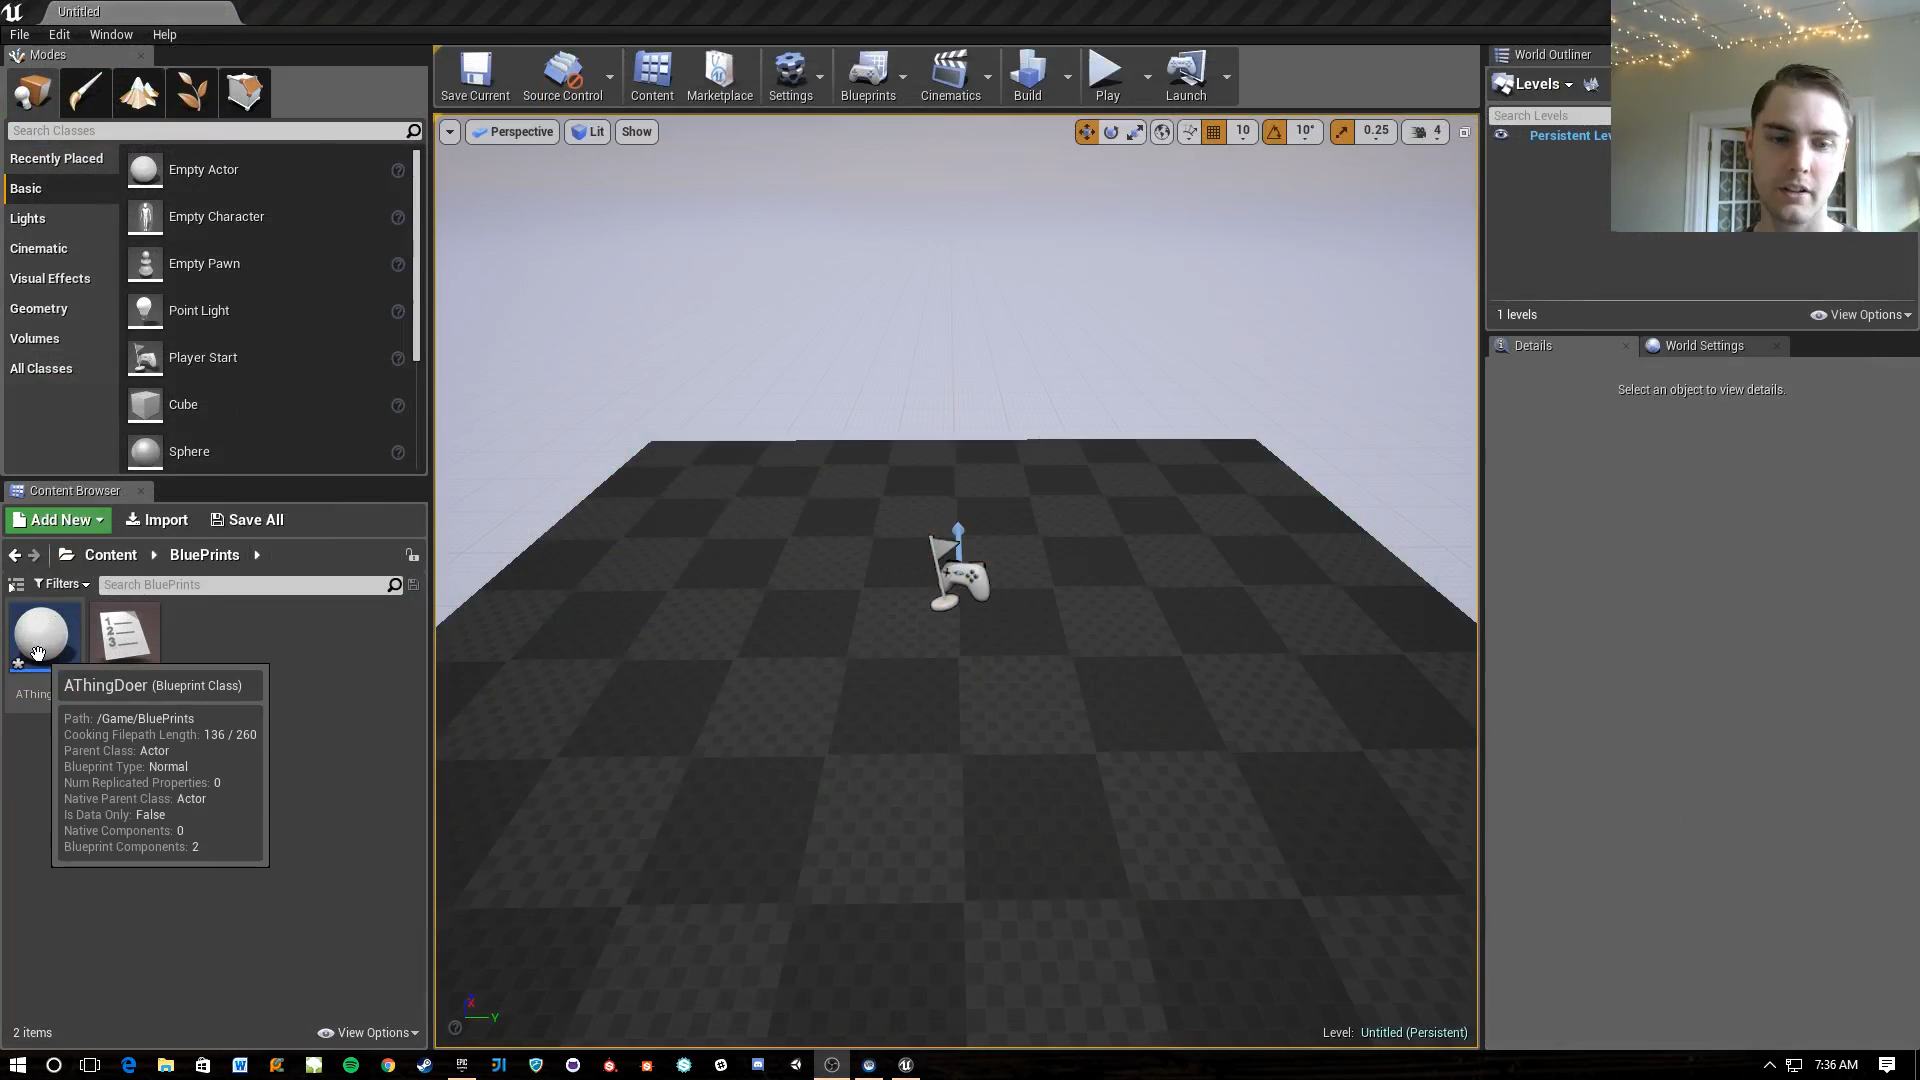 Untitled
File Edit Window Help
Modes
Search Classes
Recently Placed
Basic
Lights
Cinematic
Visual Effects
Geometry
Volumes
All Classes
Empty Actor
Empty Character
Empty Pawn
Point Light
Player Start
Cube
Sphere
Save Current
Source Control
Content
Marketplace
Settings
Blueprints
Cinematics
Build
Play
Launch
Perspective Lit Show
10 10° 0.25 4
World Outliner
Levels
Search Levels
Persistent Lev
1 levels
View Options
Details
World Settings
Select an object to view details.
Content Browser
Add New Import Save All
Content BluePrints
Filters Search BluePrints
1
2
3
AThing
AThingDoer (Blueprint Class)
Path: /Game/BluePrints
Cooking Filepath Length: 136 / 260
Parent Class: Actor
Blueprint Type: Normal
Num Replicated Properties: 0
Native Parent Class: Actor
Is Data Only: False
Native Components: 0
Blueprint Components: 2
2 items
View Options
X
Y
Level: Untitled (Persistent)
EPIC
7:36 AM